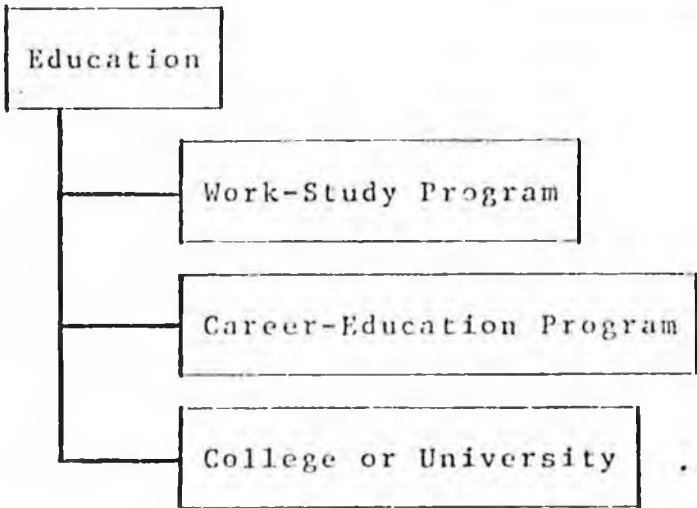 Education
Work-Study Program
Career-Education Program
College or University